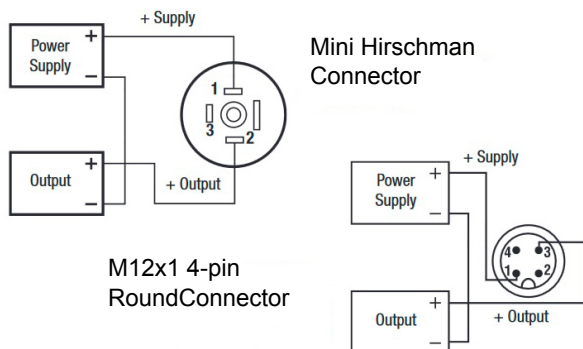 + Supply
Power
Supply
+
−
Mini Hirschman
Connector
1
3
2
Output
+
−
+ Output
M12x1 4-pin
RoundConnector
+ Supply
Power
Supply
+
−
4
3
1
2
Output
+
−
+ Output